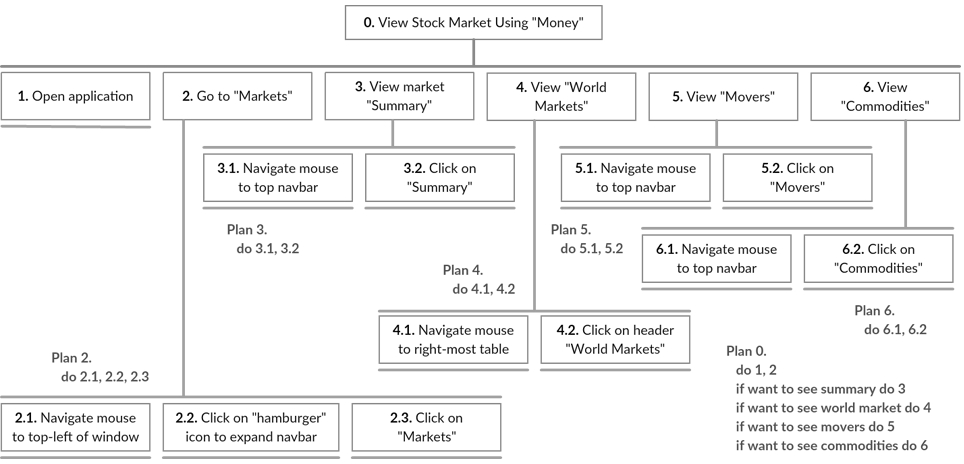 0. View Stock Market Using "Money"
1. Open application
2. Go to "Markets"
3. View market
"Summary"
4. View "World
Markets"
5. View "Movers"
6. View
"Commodities"
3.1. Navigate mouse
to top navbar
3.2. Click on
"Summary"
5.1. Navigate mouse
to top navbar
5.2. Click on
"Movers"
Plan 3.
do 3.1, 3.2
Plan 5.
do 5.1, 5.2
6.1. Navigate mouse
to top navbar
6.2. Click on
"Commodities"
Plan 4.
do 4.1, 4.2
Plan 6.
do 6.1, 6.2
4.1. Navigate mouse
to right-most table
4.2. Click on header
"World Markets"
Plan 2.
do 2.1, 2.2, 2.3
Plan 0.
do 1, 2
if want to see summary do 3
if want to see world market do 4
if want to see movers do 5
if want to see commodities do 6
2.1. Navigate mouse
to top-left of window
2.2. Click on "hamburger"
icon to expand navbar
2.3. Click on
"Markets"